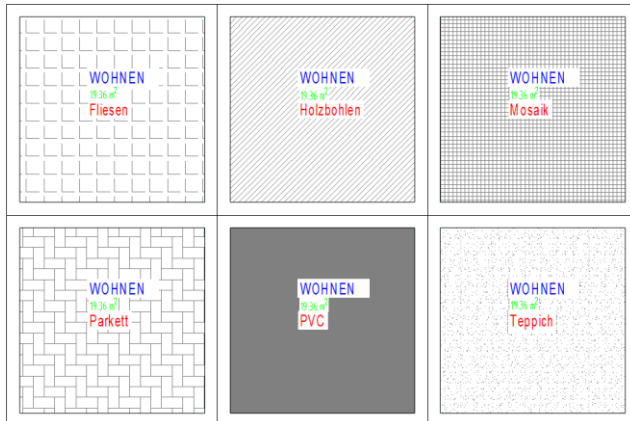 WOHNEN
19.36 m²
Fliesen
WOHNEN
19.36 m²
Holzbohlen
WOHNEN
19.36 m²
Mosaik
WOHNEN
19.36 m²
Parkett
WOHNEN
19.36 m²
PVC
WOHNEN
19.36 m²
Teppich